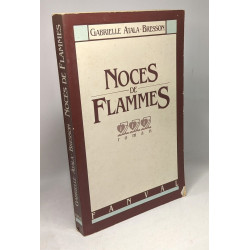 GABRIELLE AYALA-BRESSON
NOCES
DE
FLAMMES
roman
FANVAL
GABRIELLE AYALA-BRESSON NOCES DE FLAMMES